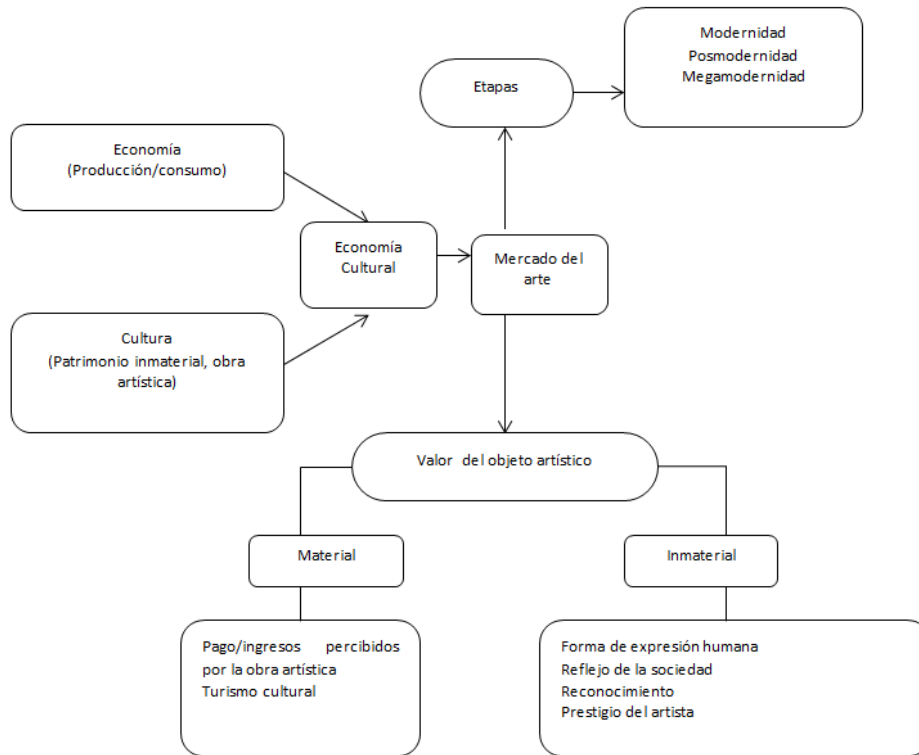 Modernidad
Posmodernidad
Megamodernidad
Etapas
Economía
(Producción/consumo)
Economía
Cultural
Mercado del
arte
Cultura
(Patrimonio inmaterial, obra
artística)
Valor del objeto artístico
Material
Inmaterial
Pago/ingresos percibidos
por la obra artística
Turismo cultural
Forma de expresión humana
Reflejo de la sociedad
Reconocimiento
Prestigio del artista